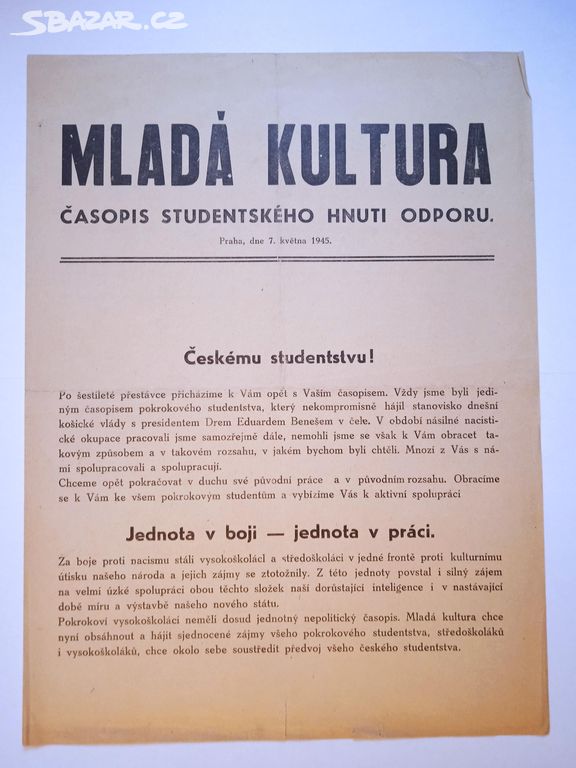 SBAZAR.CZ
MLADÁ KULTURA
ČASOPIS STUDENTSKÉHO HNUTI ODPORU.
Praha, dne 7. května 1945.
Českému studentstvu!
Po šestileté přestávce přicházíme k Vám opět s Vaším časopisem. Vždy jsme byli jedi-
ným časopisem pokrokového studentstva, který nekompromisně hájil stanovisko dnešní
košické vlády s presidentem Drem Eduardem Benešem v čele. V období násilné nacistic-
ké okupace pracovali jsme samozřejmě dále, nemohli jsme se však k Vám obracet ta-
kovým způsobem a v takovém rozsahu, v jakém bychom byli chtěli. Mnozí z Vás s ná-
mi spolupracovali a spolupracují.
Chceme opět pokračovat v duchu své původní práce a v původním rozsahu. Obracíme
se k Vám ke všem pokrokovým studentům a vybízíme Vás k aktivní spolupráci
Jednota v boji — jednota v práci.
Za boje proti nacismu stáli vysokoškoláci a středoškoláci v jedné frontě proti kulturnímu
útisku našeho národa a jejich zájmy se ztotožnily. Z této jednoty povstal i silný zájem
na velmi úzké spolupráci obou těchto složek naší dorůstající inteligence i v nastávající
době míru a výstavbě našeho nového státu.
Pokrokoví vysokoškoláci neměli dosud jednotný nepolitický časopis. Mladá kultura chce
nyní obsáhnout a hájit sjednocené zájmy všeho pokrokového studentstva, středoškoláků
i vysokoškoláků, chce okolo sebe soustředit předvoj všeho českého studentstva.